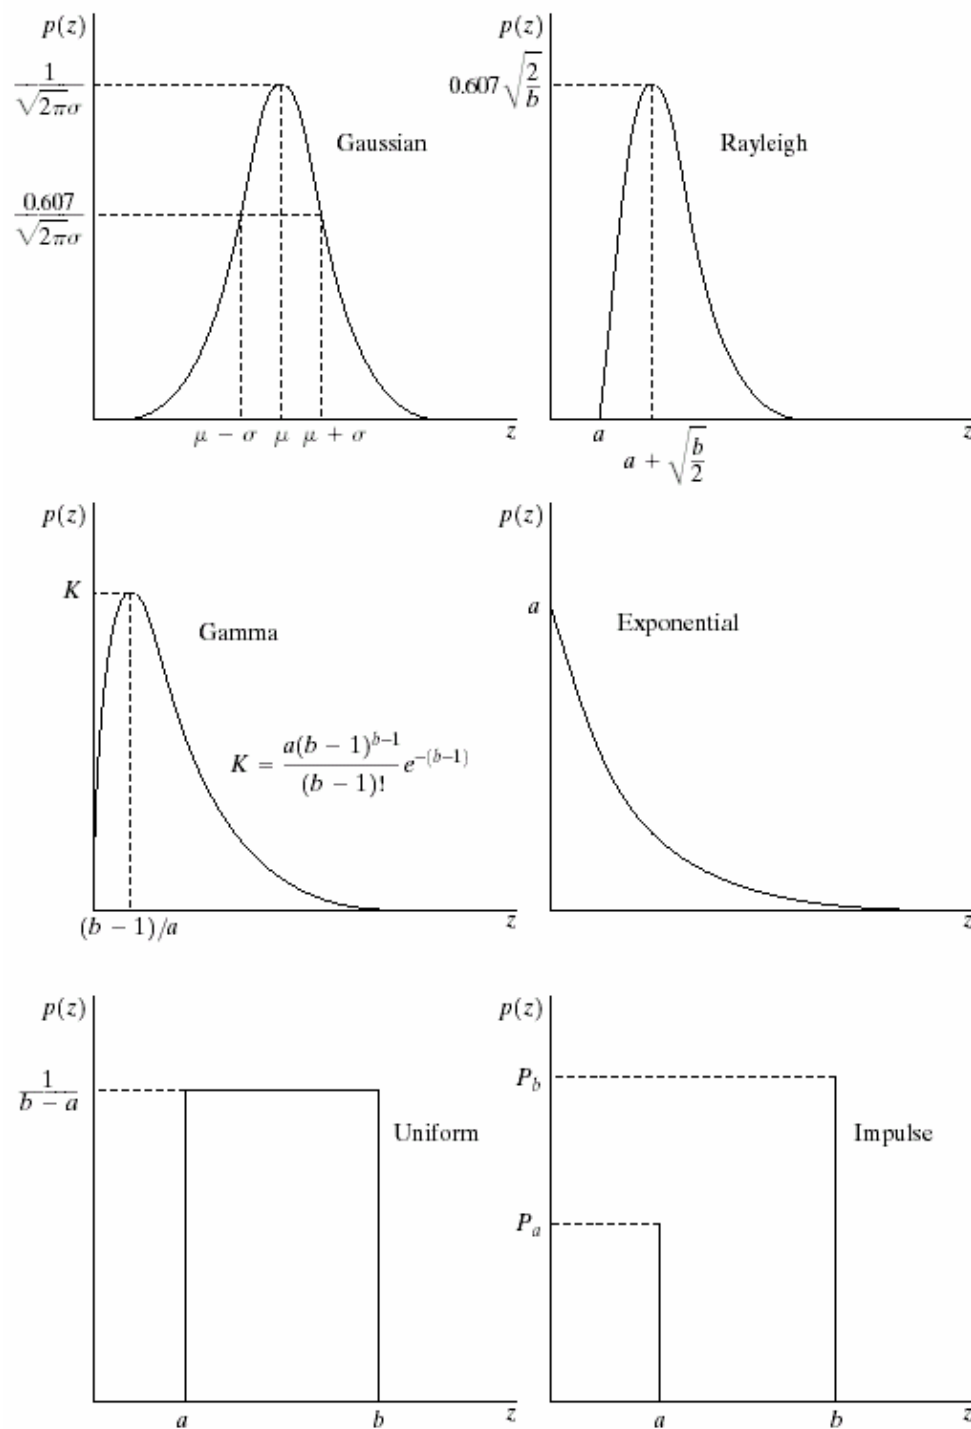 p(z)
1/√2πσ
Gaussian
0.607/√2πσ
μ − σ μ μ + σ z
p(z)
0.607√2/b
Rayleigh
a z
a + √b/2
p(z)
K
Gamma
K = a(b − 1)^{b−1}/(b − 1)! e^{−(b−1)}
(b − 1)/a z
p(z)
a
Exponential
z
p(z)
1/b − a
Uniform
a b z
p(z)
P_b
Impulse
P_a
a b z